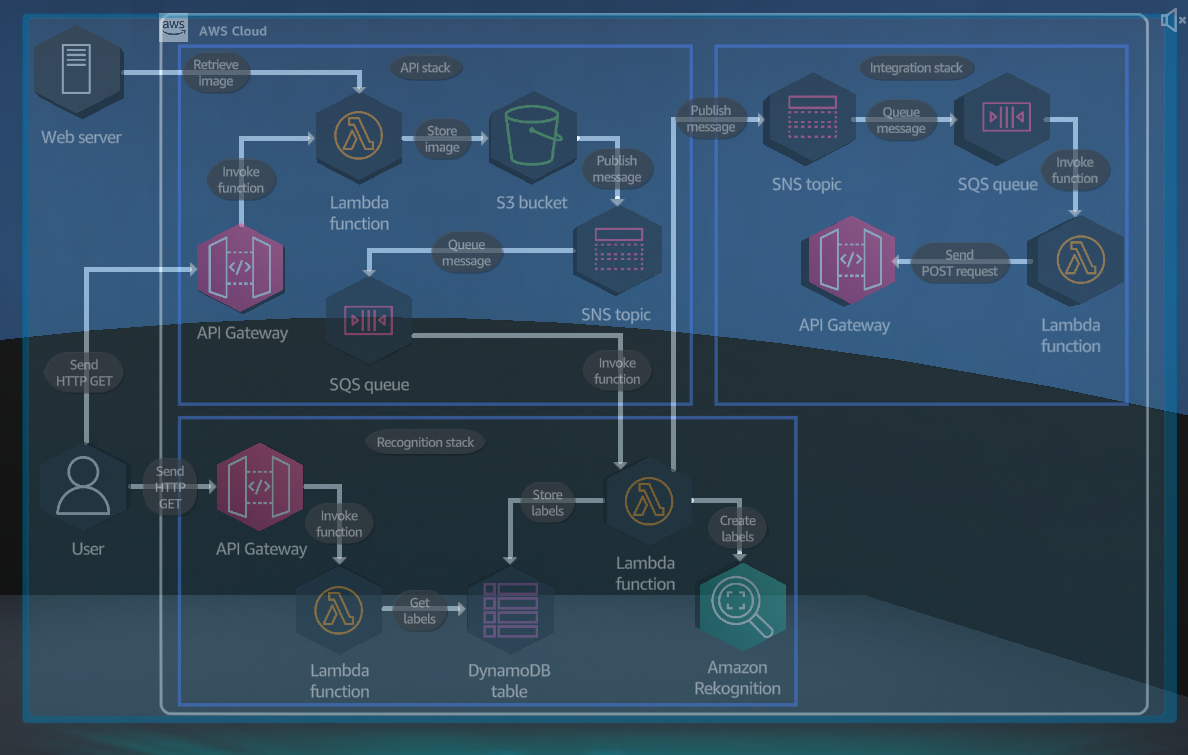 aws
AWS Cloud
Web server
Retrieve
image
API stack
Invoke
function
Lambda
function
Store
image
S3 bucket
Publish
message
SNS topic
Queue
message
SQS queue
API Gateway
Send
HTTP GET
User
Integration stack
Publish
message
SNS topic
Queue
message
SQS queue
Invoke
function
Lambda
function
Send
POST request
API Gateway
Invoke
function
Recognition stack
Send
HTTP
GET
API Gateway
Invoke
function
Lambda
function
Get
labels
DynamoDB
table
Store
labels
Lambda
function
Create
labels
Amazon
Rekognition